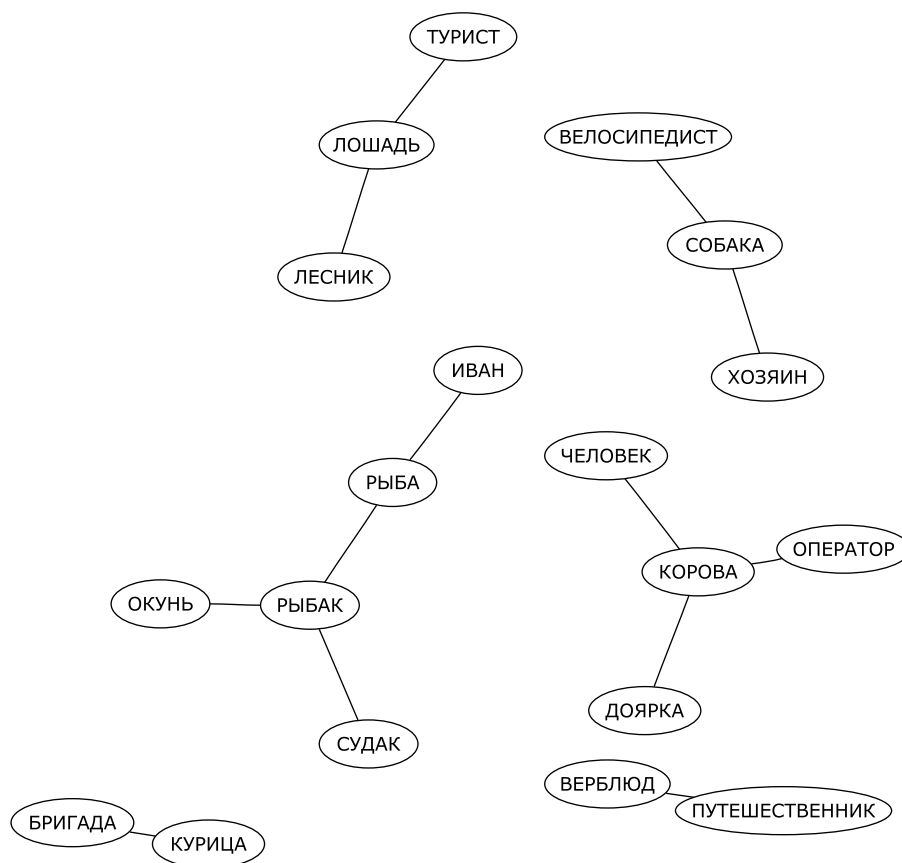 ТУРИСТ
ВЕЛОСИПЕДИСТ
ЛОШАДЬ
СОБАКА
ЛЕСНИК
ИВАН
ХОЗЯИН
ЧЕЛОВЕК
РЫБА
ОПЕРАТОР
КОРОВА
ОКУНЬ
РЫБАК
ДОЯРКА
СУДАК
ВЕРБЛЮД
ПУТЕШЕСТВЕННИК
БРИГАДА
КУРИЦА